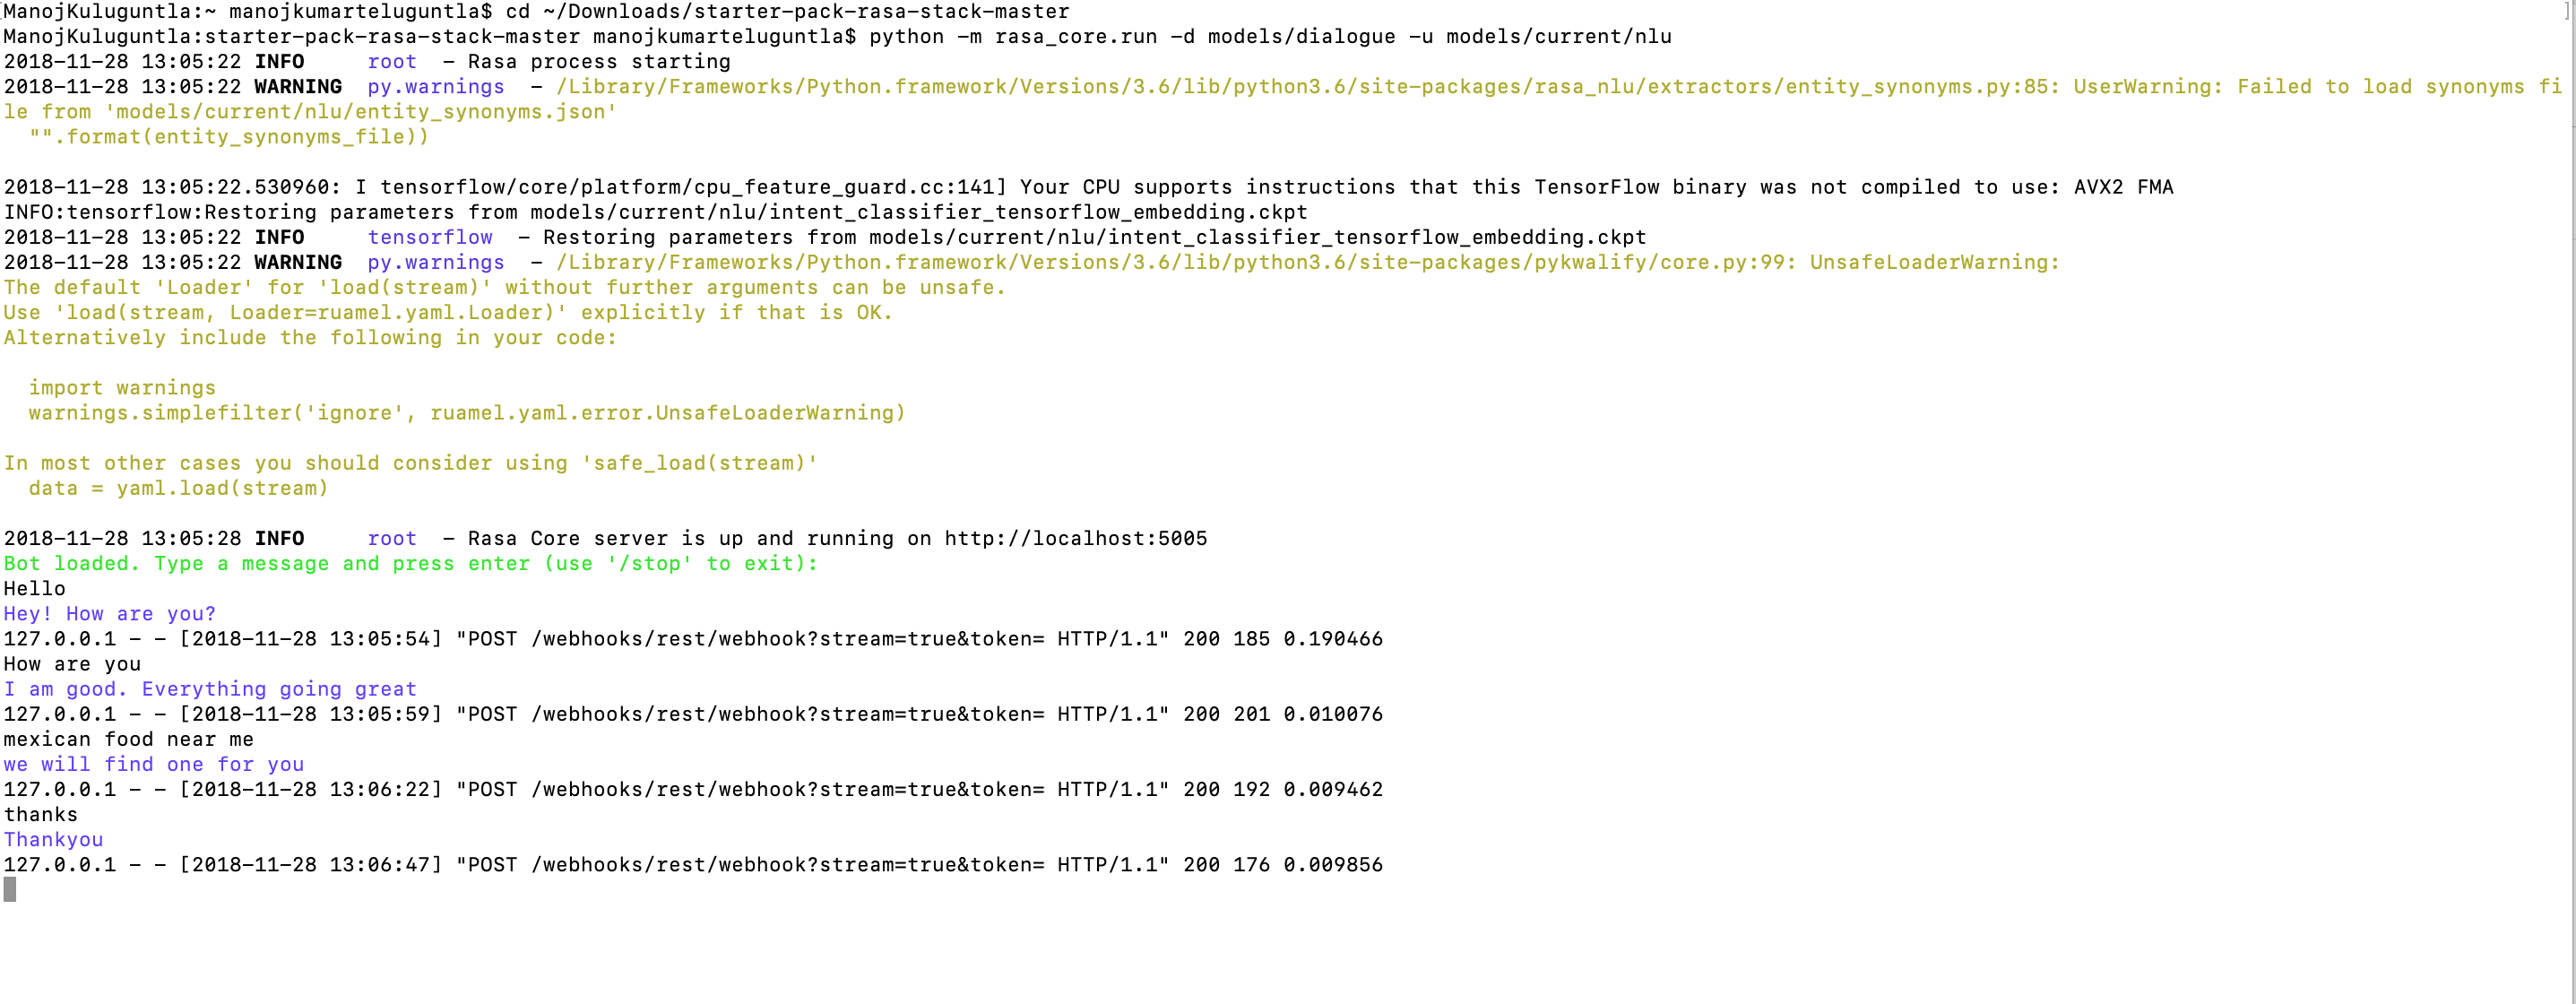 ManojKuluguntla:~ manojkumarteluguntla$ cd ~/Downloads/starter-pack-rasa-stack-master
ManojKuluguntla:starter-pack-rasa-stack-master manojkumarteluguntla$ python -m rasa_core.run -d models/dialogue -u models/current/nlu
2018-11-28 13:05:22 INFO     root  - Rasa process starting
2018-11-28 13:05:22 WARNING  py.warnings  - /Library/Frameworks/Python.framework/Versions/3.6/lib/python3.6/site-packages/rasa_nlu/extractors/entity_synonyms.py:85: UserWarning: Failed to load synonyms fi
le from 'models/current/nlu/entity_synonyms.json'
  "".format(entity_synonyms_file))

2018-11-28 13:05:22.530960: I tensorflow/core/platform/cpu_feature_guard.cc:141] Your CPU supports instructions that this TensorFlow binary was not compiled to use: AVX2 FMA
INFO:tensorflow:Restoring parameters from models/current/nlu/intent_classifier_tensorflow_embedding.ckpt
2018-11-28 13:05:22 INFO     tensorflow  - Restoring parameters from models/current/nlu/intent_classifier_tensorflow_embedding.ckpt
2018-11-28 13:05:22 WARNING  py.warnings  - /Library/Frameworks/Python.framework/Versions/3.6/lib/python3.6/site-packages/pykwalify/core.py:99: UnsafeLoaderWarning:
The default 'Loader' for 'load(stream)' without further arguments can be unsafe.
Use 'load(stream, Loader=ruamel.yaml.Loader)' explicitly if that is OK.
Alternatively include the following in your code:

  import warnings
  warnings.simplefilter('ignore', ruamel.yaml.error.UnsafeLoaderWarning)

In most other cases you should consider using 'safe_load(stream)'
  data = yaml.load(stream)

2018-11-28 13:05:28 INFO     root  - Rasa Core server is up and running on http://localhost:5005
Bot loaded. Type a message and press enter (use '/stop' to exit):
Hello
Hey! How are you?
127.0.0.1 - - [2018-11-28 13:05:54] "POST /webhooks/rest/webhook?stream=true&token= HTTP/1.1" 200 185 0.190466
How are you
I am good. Everything going great
127.0.0.1 - - [2018-11-28 13:05:59] "POST /webhooks/rest/webhook?stream=true&token= HTTP/1.1" 200 201 0.010076
mexican food near me
we will find one for you
127.0.0.1 - - [2018-11-28 13:06:22] "POST /webhooks/rest/webhook?stream=true&token= HTTP/1.1" 200 192 0.009462
thanks
Thankyou
127.0.0.1 - - [2018-11-28 13:06:47] "POST /webhooks/rest/webhook?stream=true&token= HTTP/1.1" 200 176 0.009856